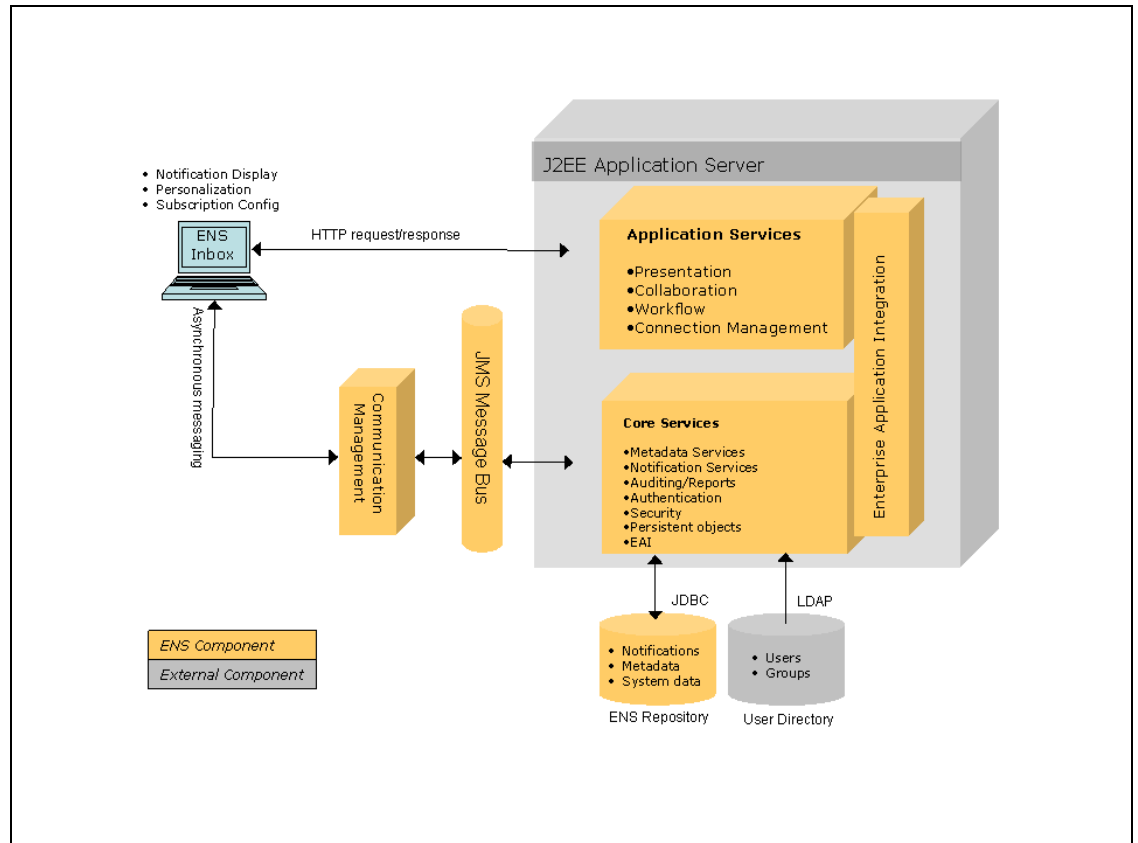 J2EE Application Server
• Notification Display
• Personalization
• Subscription Config
ENS
Inbox
HTTP request/response
Application Services
•Presentation
•Collaboration
•Workflow
•Connection Management
Enterprise Application Integration
Asynchronous messaging
Communication
Management
JMS Message Bus
Core Services
•Metadata Services
•Notification Services
•Auditing/Reports
•Authentication
•Security
•Persistent objects
•EAI
JDBC
LDAP
• Notifications
• Metadata
• System data
• Users
• Groups
ENS Repository
User Directory
ENS Component
External Component